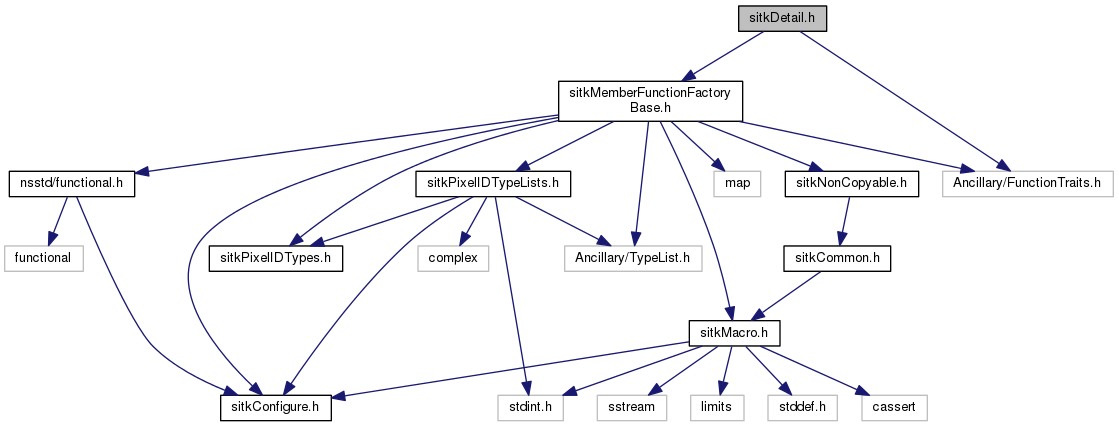 sitkDetail.h
sitkMemberFunctionFactory
Base.h
nsstd/functional.h
sitkPixelIDTypeLists.h
map
sitkNonCopyable.h
Ancillary/FunctionTraits.h
functional
sitkPixelIDTypes.h
complex
Ancillary/TypeList.h
sitkCommon.h
sitkMacro.h
sitkConfigure.h
stdint.h
sstream
limits
stddef.h
cassert